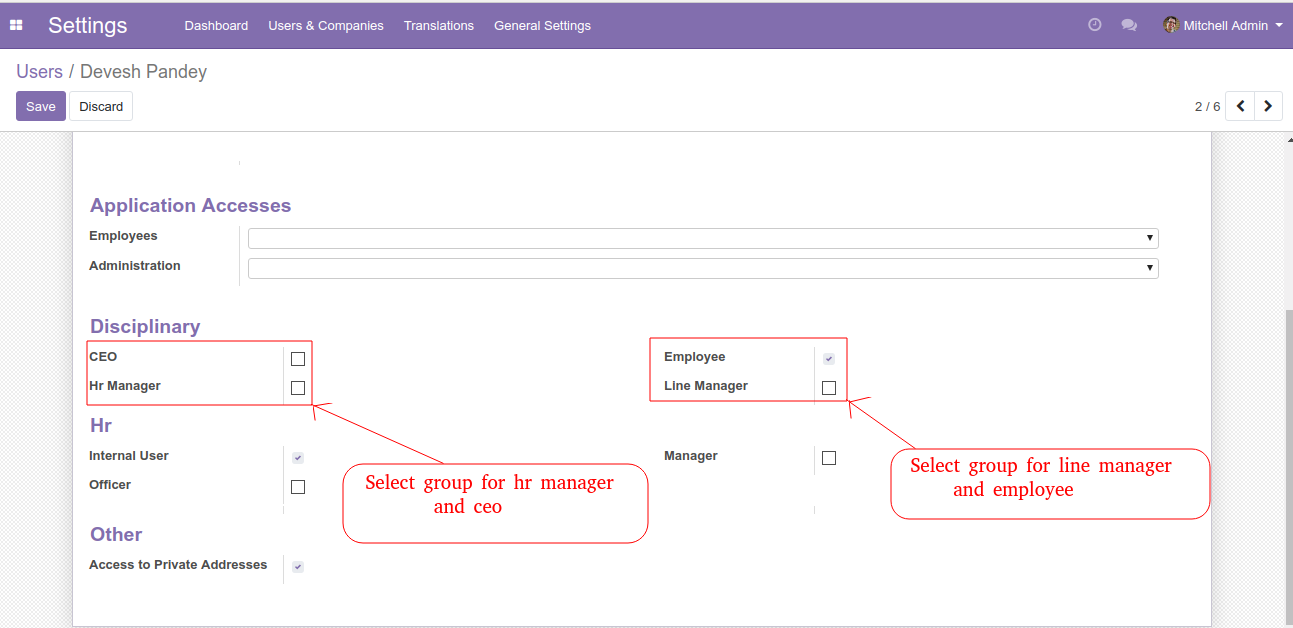 Settings Dashboard Users & Companies Translations General Settings Mitchell Admin
Users / Devesh Pandey
Save Discard 2 / 6
Application Accesses
Employees
Administration
Disciplinary
CEO Employee
Hr Manager Line Manager
Hr
Internal User Manager
Officer
Select group for hr manager
and ceo
Select group for line manager
and employee
Other
Access to Private Addresses